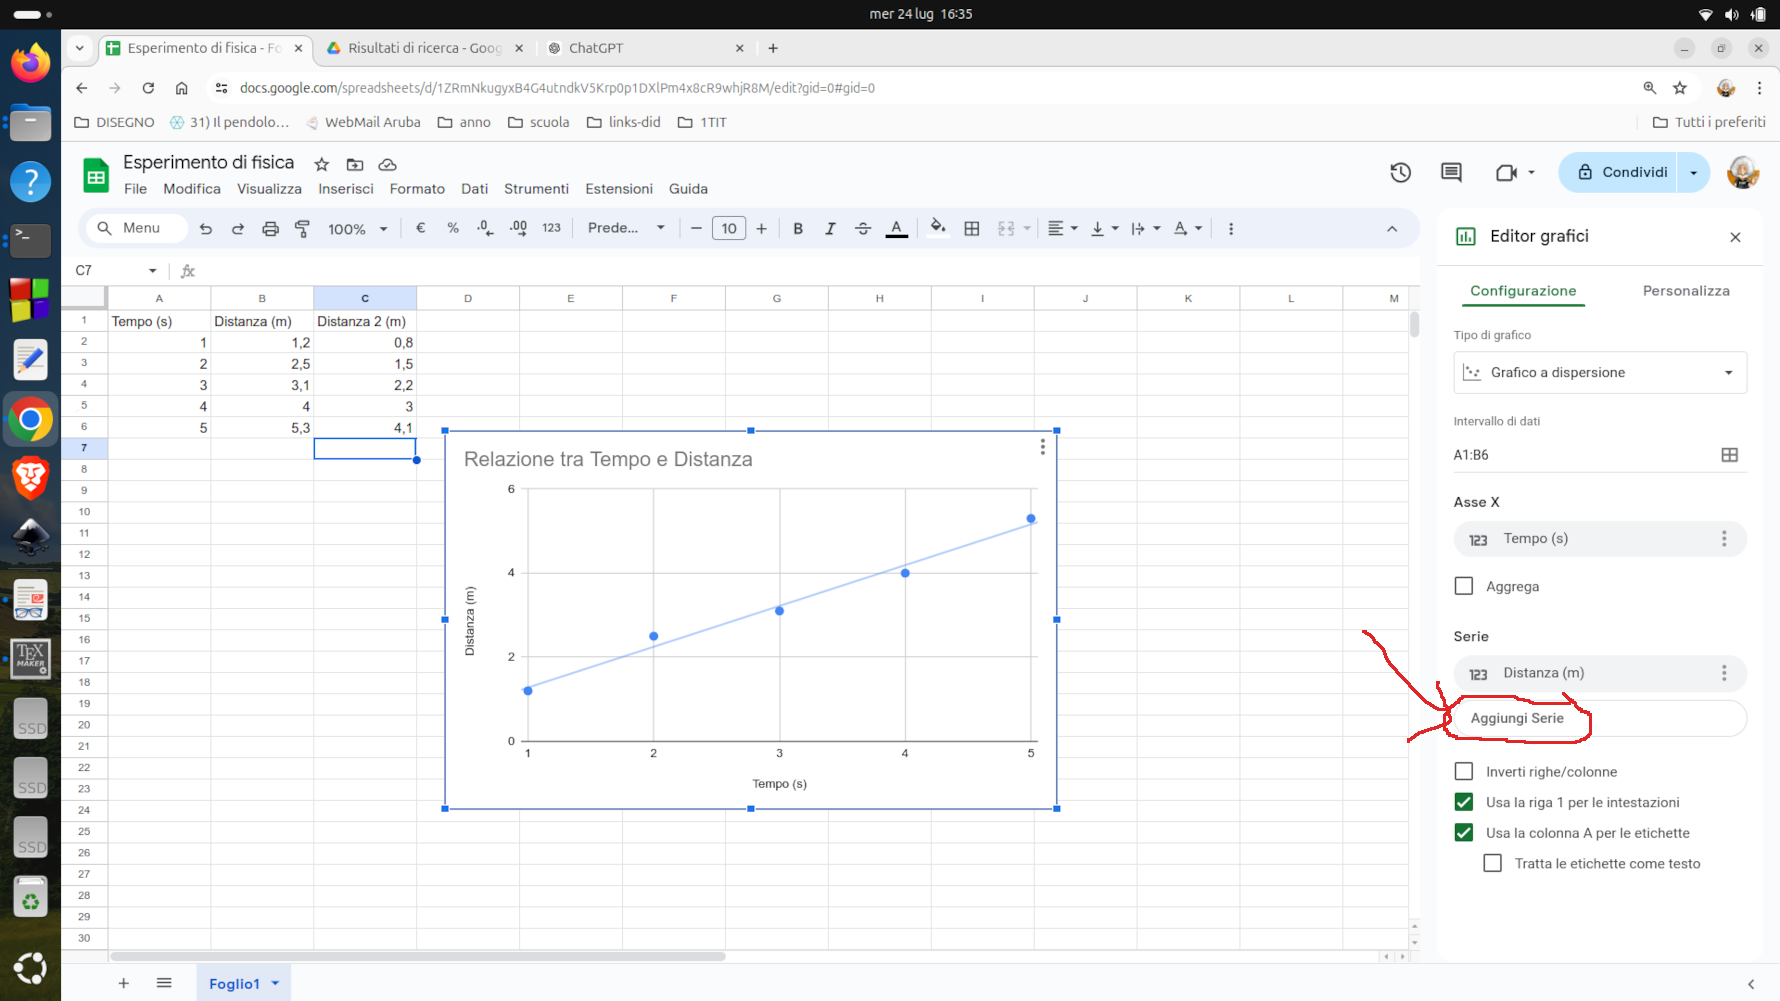 mer 24 lug 16:35
Esperimento di fisica - Fo
Risultati di ricerca - Goog
ChatGPT
docs.google.com/spreadsheets/d/1ZRmNkugyxB4G4utndkV5Krp0p1DXlPm4x8cR9whjR8M/edit?gid=0#gid=0
DISEGNO 31) Il pendolo... WebMail Aruba anno scuola links-did 1TIT Tutti i preferiti
Esperimento di fisica
File Modifica Visualizza Inserisci Formato Dati Strumenti Estensioni Guida
Condividi
Menu 100% € % .0 .00 123 Prede... 10 B I A
C7 fx
A B C D E F G H I J K L M
1 Tempo (s) Distanza (m) Distanza 2 (m)
2 1 1,2 0,8
3 2 2,5 1,5
4 3 3,1 2,2
5 4 4 3
6 5 5,3 4,1
7
8
9
10
11
12
13
14
15
16
17
18
19
20
21
22
23
24
25
26
27
28
29
30
Relazione tra Tempo e Distanza
Distanza (m)
6
4
2
0
1 2 3 4 5
Tempo (s)
Editor grafici
Configurazione Personalizza
Tipo di grafico
Grafico a dispersione
Intervallo di dati
A1:B6
Asse X
123 Tempo (s)
Aggrega
Serie
123 Distanza (m)
Aggiungi Serie
Inverti righe/colonne
Usa la riga 1 per le intestazioni
Usa la colonna A per le etichette
Tratta le etichette come testo
Foglio1
TEX
MAKER
SSD
SSD
SSD